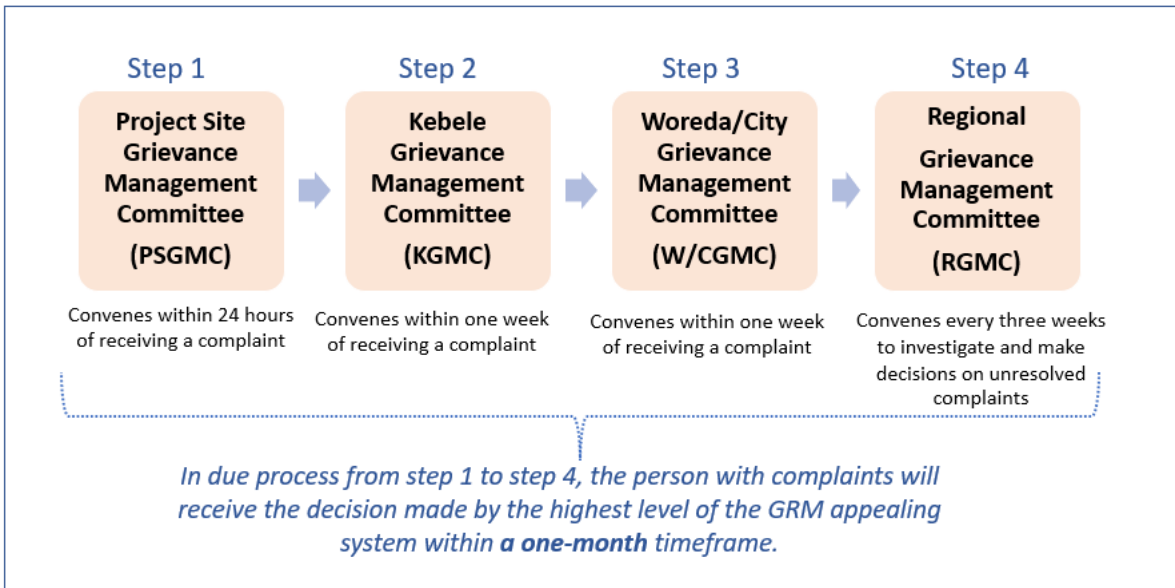 Step 1
Project Site
Grievance
Management
Committee
(PSGMC)
Convenes within 24 hours
of receiving a complaint
Step 2
Kebele
Grievance
Management
Committee
(KGMC)
Convenes within one week
of receiving a complaint
Step 3
Woreda/City
Grievance
Management
Committee
(W/CGMC)
Convenes within one week
of receiving a complaint
Step 4
Regional
Grievance
Management
Committee
(RGMC)
Convenes every three weeks
to investigate and make
decisions on unresolved
complaints
In due process from step 1 to step 4, the person with complaints will
receive the decision made by the highest level of the GRM appealing
system within a one-month timeframe.